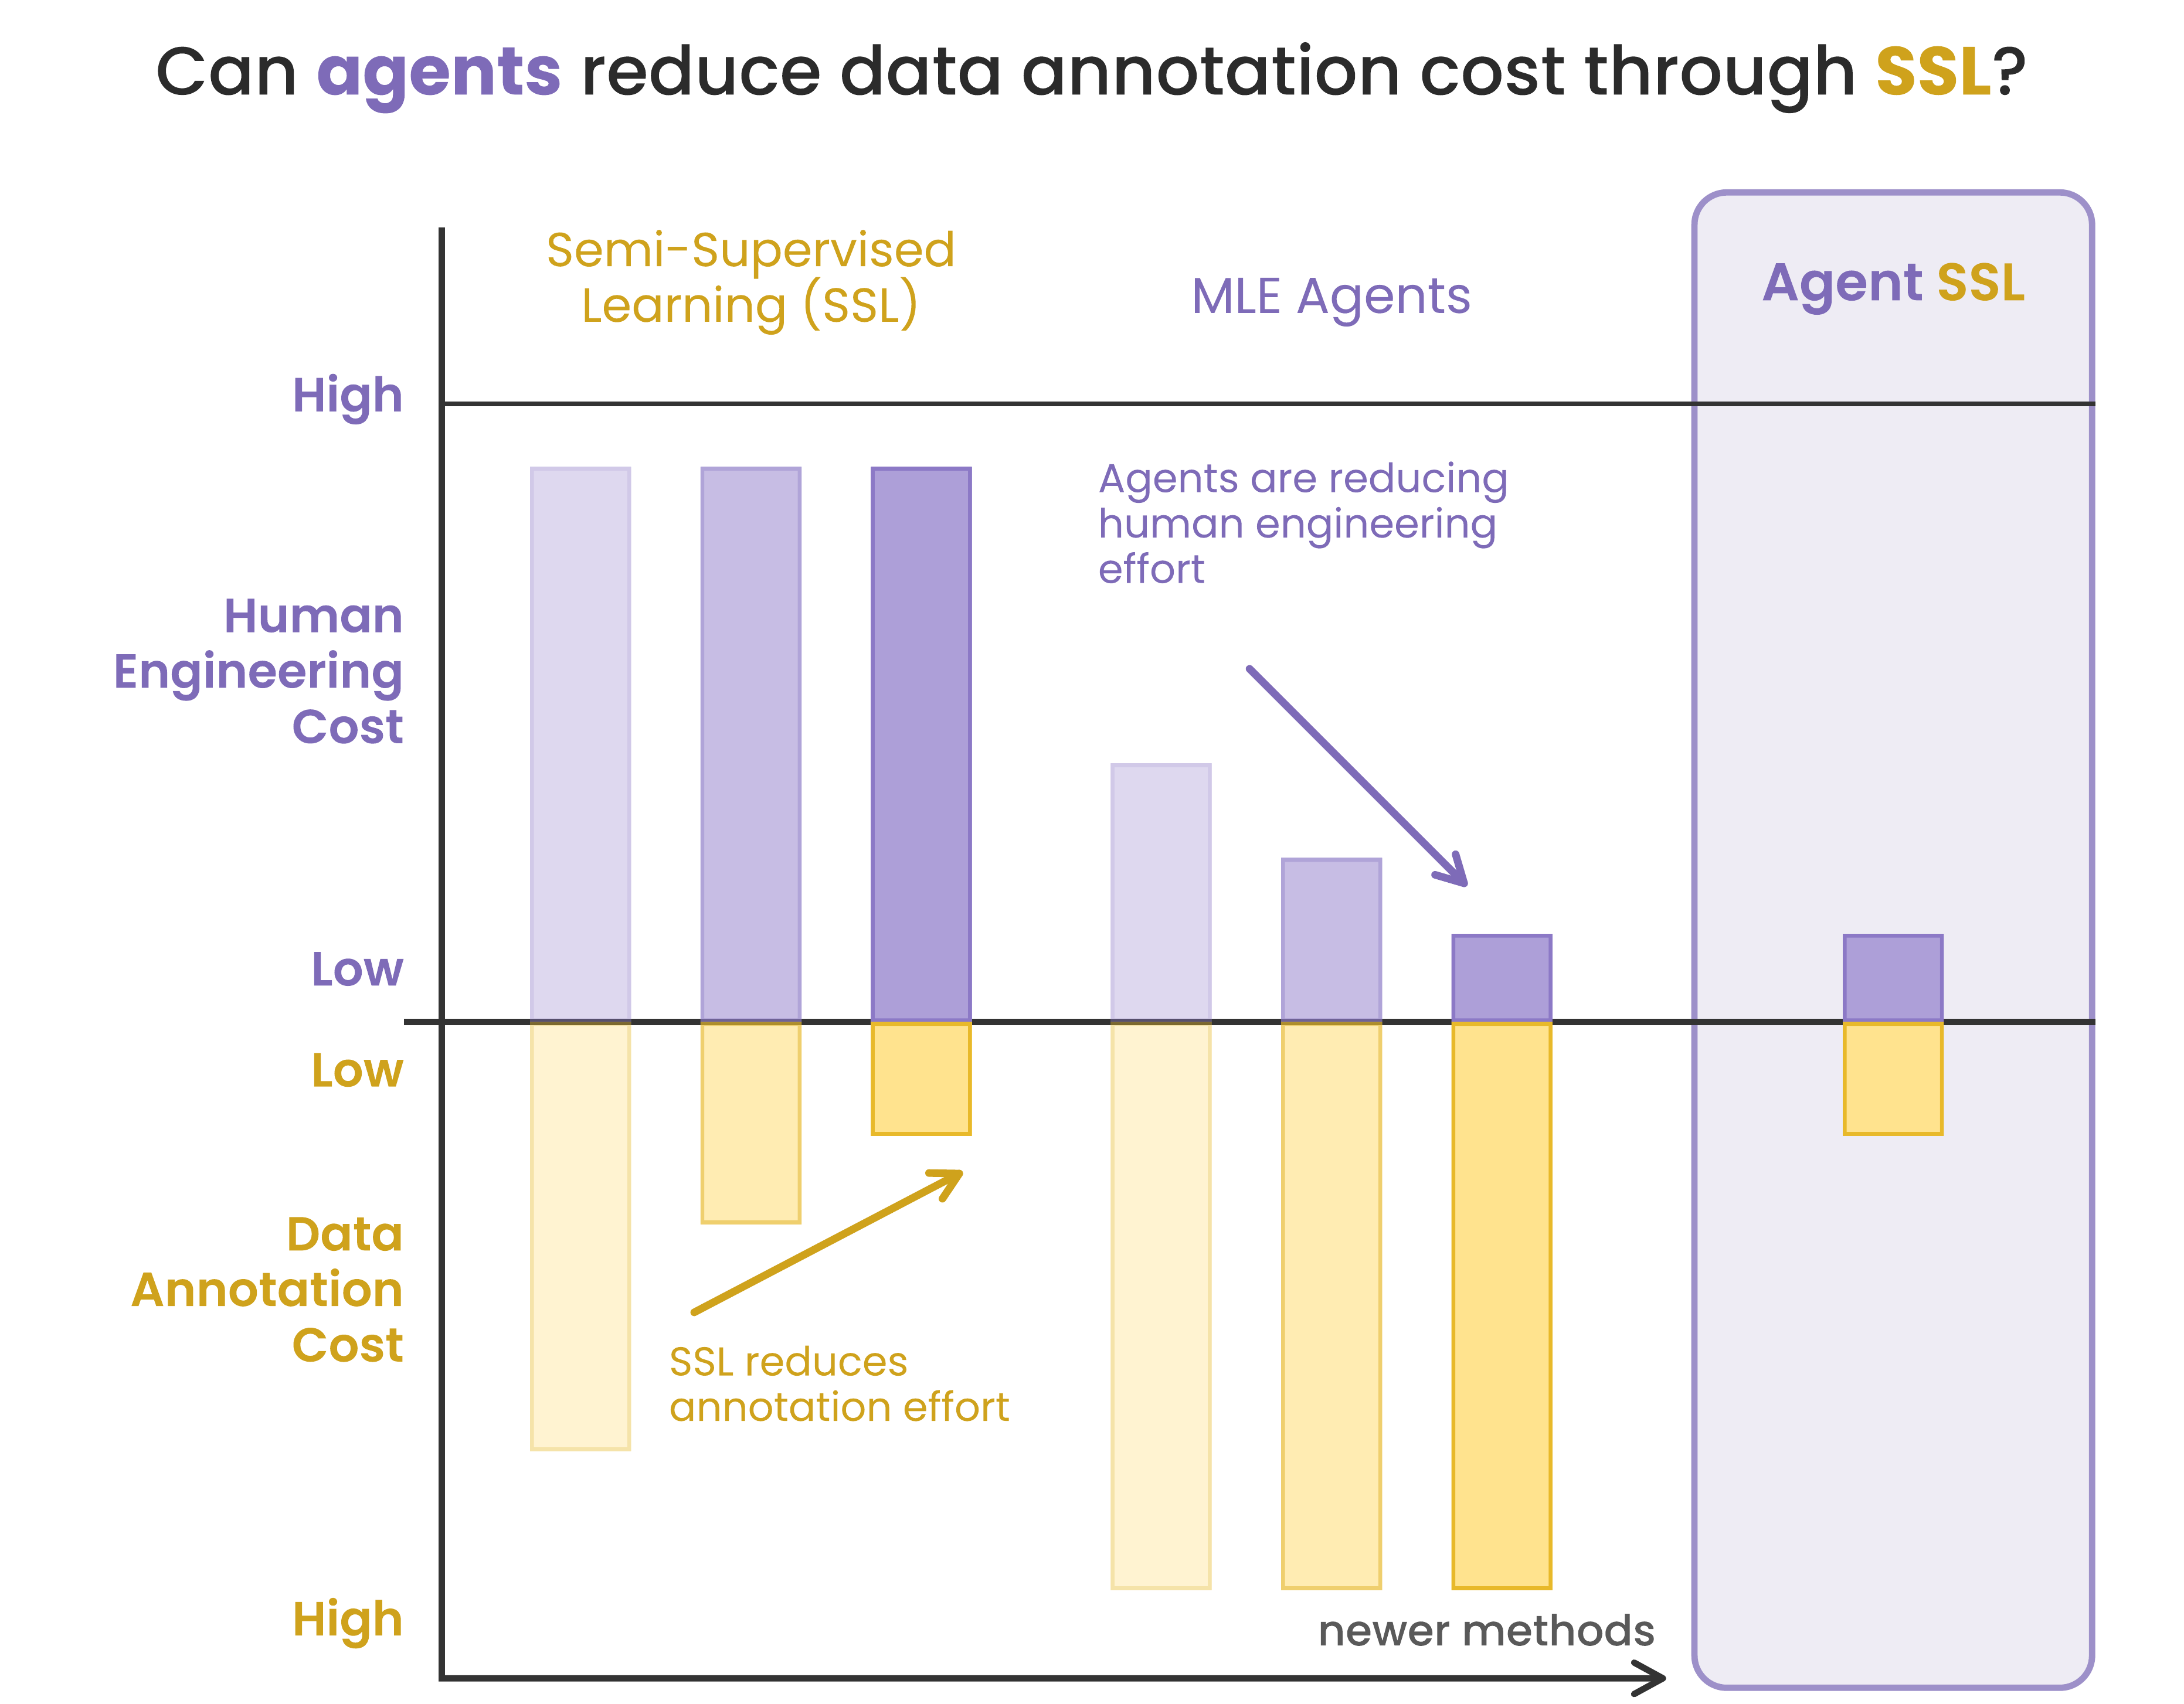 Can agents reduce data annotation cost through SSL?
Semi-Supervised
Learning (SSL)
MLE Agents
Agent SSL
High
Agents are reducing
human engineering
effort
Human
Engineering
Cost
Low
Low
Data
Annotation
Cost
SSL reduces
annotation effort
High
newer methods